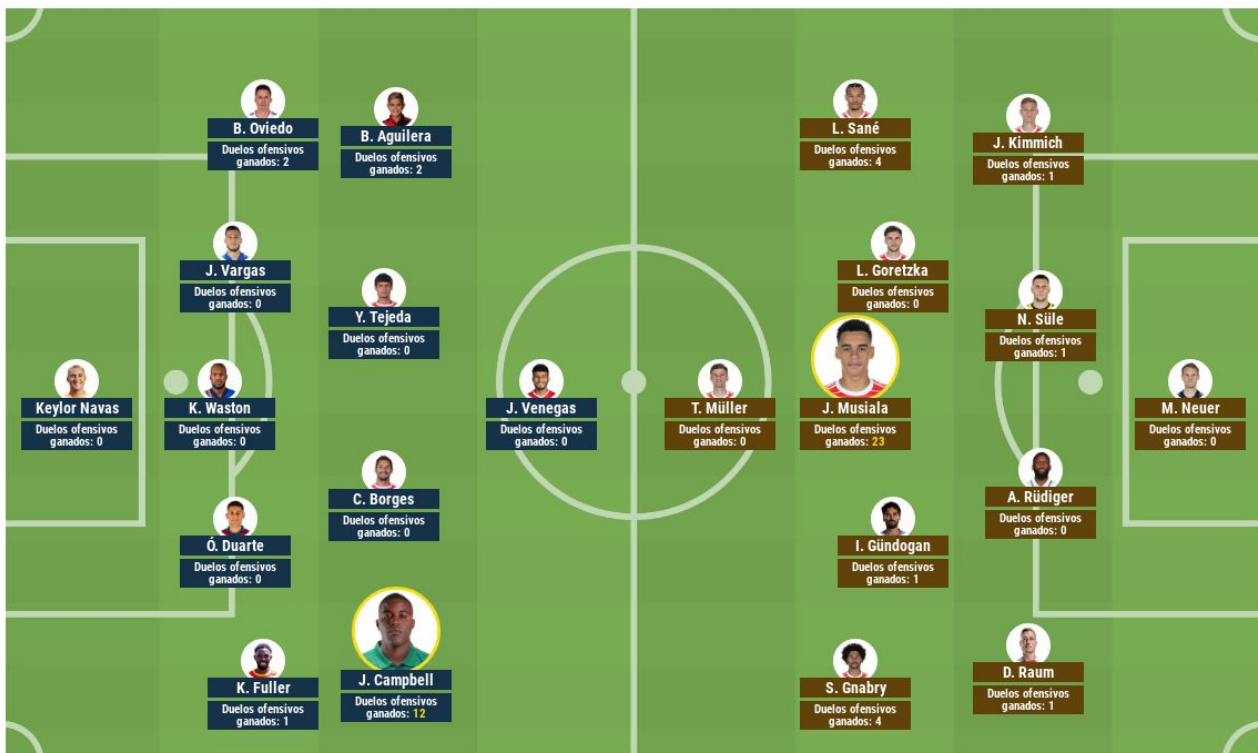 B. Oviedo
Duelos ofensivos
ganados: 2
B. Aguilera
Duelos ofensivos
ganados: 2
J. Vargas
Duelos ofensivos
ganados: 0
Y. Tejeda
Duelos ofensivos
ganados: 0
Keylor Navas
Duelos ofensivos
ganados: 0
K. Waston
Duelos ofensivos
ganados: 0
J. Venegas
Duelos ofensivos
ganados: 0
C. Borges
Duelos ofensivos
ganados: 0
Ó. Duarte
Duelos ofensivos
ganados: 0
K. Fuller
Duelos ofensivos
ganados: 1
J. Campbell
Duelos ofensivos
ganados: 12
L. Sané
Duelos ofensivos
ganados: 4
J. Kimmich
Duelos ofensivos
ganados: 1
L. Goretzka
Duelos ofensivos
ganados: 0
N. Süle
Duelos ofensivos
ganados: 1
T. Müller
Duelos ofensivos
ganados: 0
J. Musiala
Duelos ofensivos
ganados: 23
M. Neuer
Duelos ofensivos
ganados: 0
A. Rüdiger
Duelos ofensivos
ganados: 0
I. Gündogan
Duelos ofensivos
ganados: 1
S. Gnabry
Duelos ofensivos
ganados: 4
D. Raum
Duelos ofensivos
ganados: 1